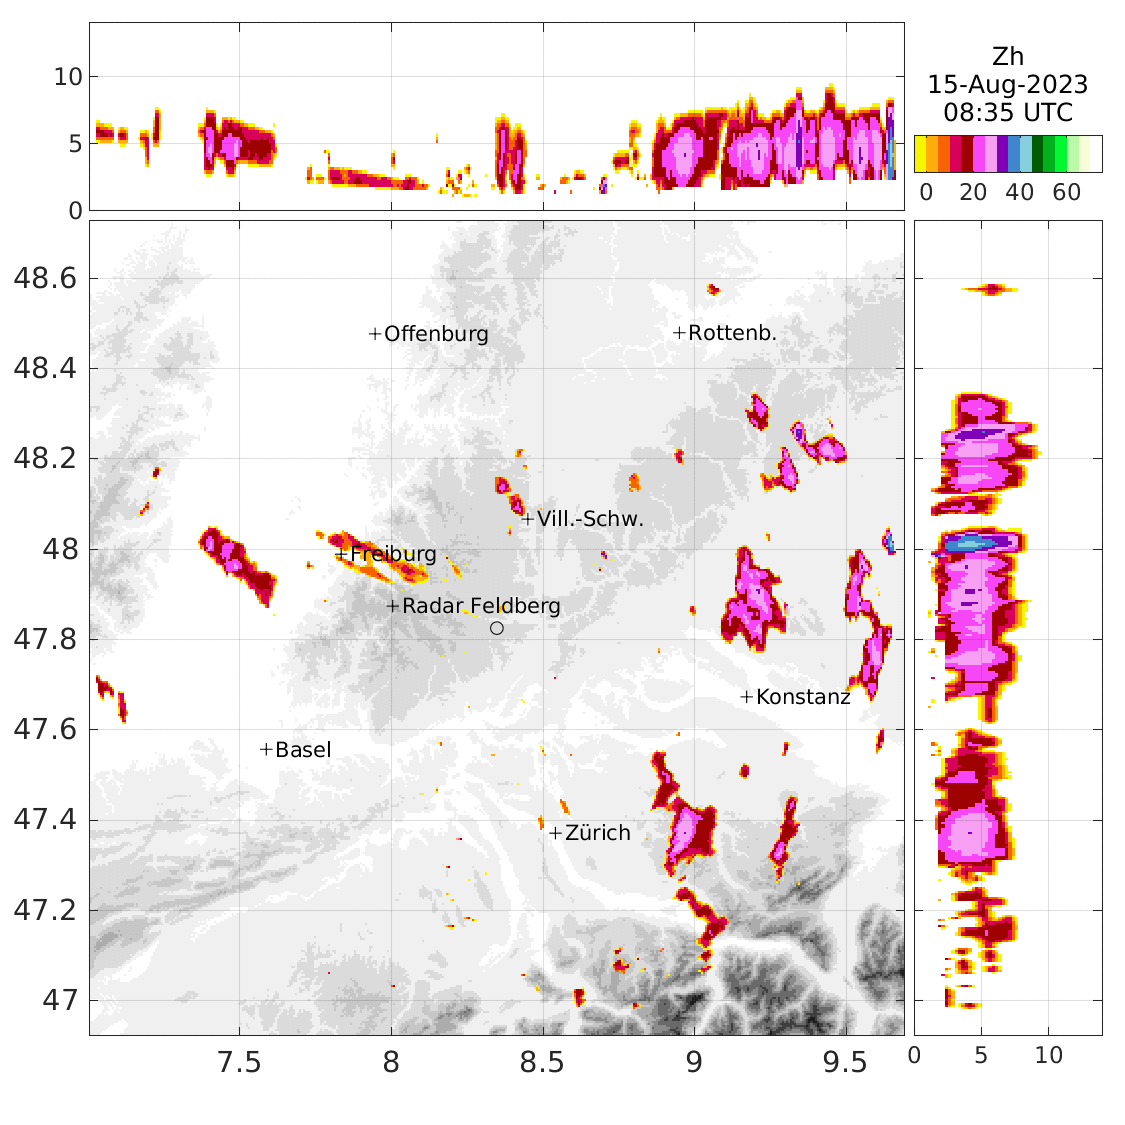 Zh
15-Aug-2023
08:35 UTC
0 20 40 60
10
5
0
48.6
48.4
48.2
48
47.8
47.6
47.4
47.2
47
+Offenburg
+Rottenb.
+Vill.-Schw.
+Freiburg
+Radar Feldberg
+Konstanz
+Basel
+Zürich
7.5 8 8.5 9 9.5
0 5 10